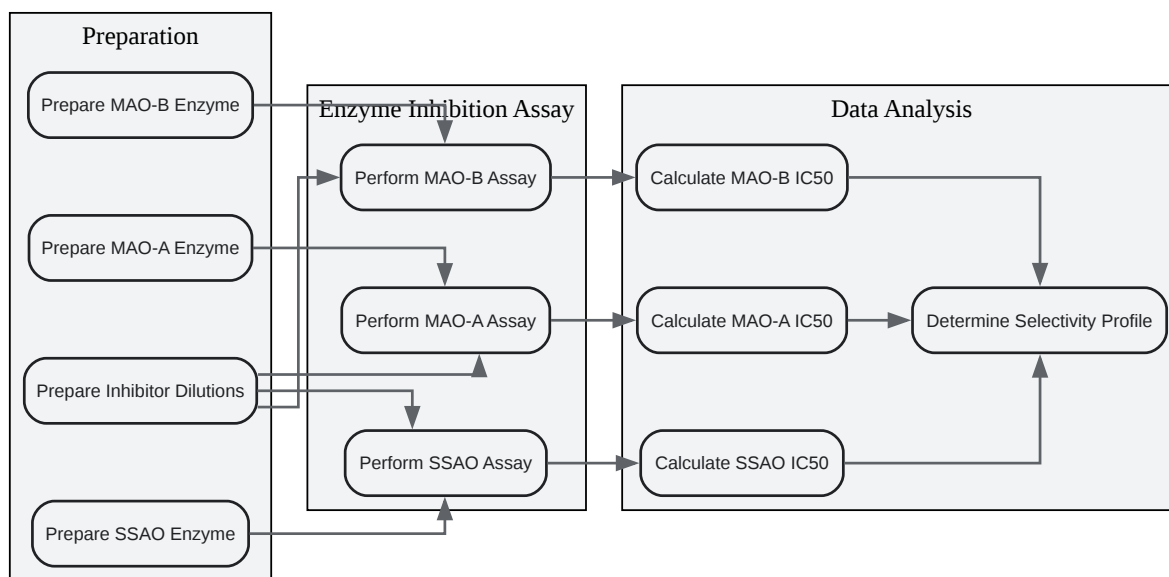 Preparation
Prepare MAO-B Enzyme
Prepare MAO-A Enzyme
Prepare Inhibitor Dilutions
Prepare SSAO Enzyme
Enzyme Inhibition Assay
Perform MAO-B Assay
Perform MAO-A Assay
Perform SSAO Assay
Data Analysis
Calculate MAO-B IC50
Calculate MAO-A IC50
Calculate SSAO IC50
Determine Selectivity Profile